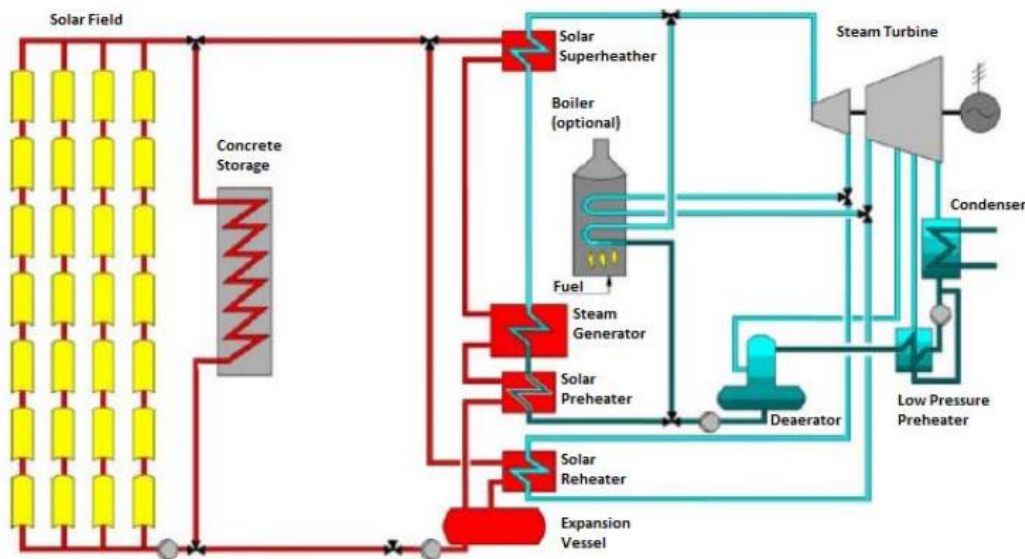 Solar Field
Solar
Superheather
Steam Turbine
Boiler
(optional)
Concrete
Storage
Condenser
Fuel
Steam
Generator
Solar
Preheater
Deaerator
Low Pressure
Preheater
Solar
Reheater
Expansion
Vessel